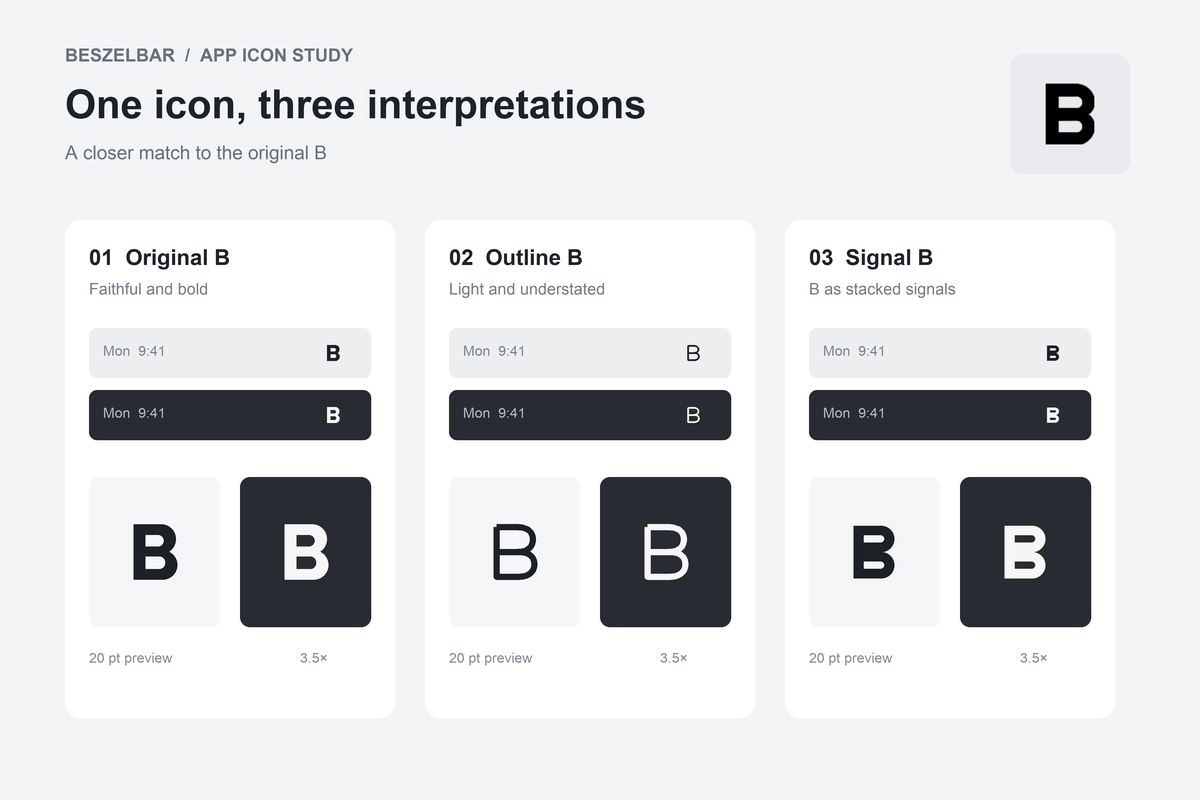 BESZELBAR / APP ICON STUDY
One icon, three interpretations
A closer match to the original B
B
01 Original B
Faithful and bold
Mon 9:41 B
Mon 9:41 B
B B
20 pt preview 3.5×
02 Outline B
Light and understated
Mon 9:41 B
Mon 9:41 B
B B
20 pt preview 3.5×
03 Signal B
B as stacked signals
Mon 9:41 B
Mon 9:41 B
B B
20 pt preview 3.5×